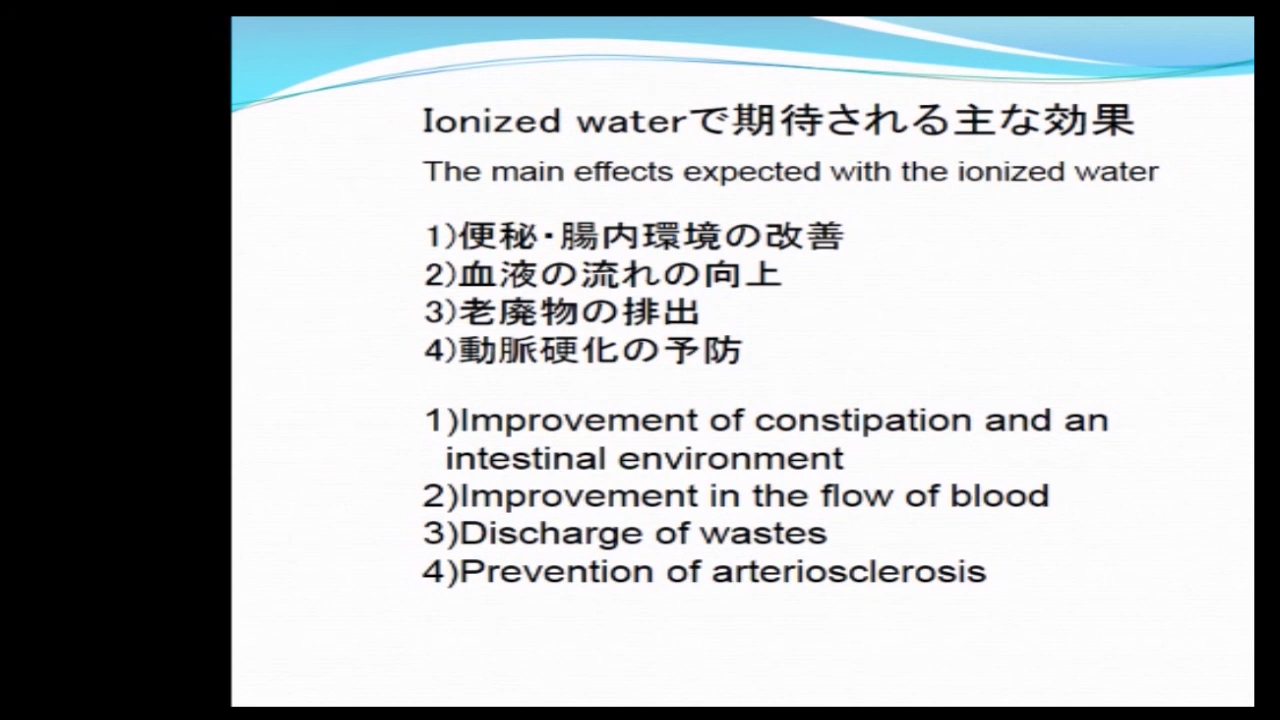 Ionized waterで期待される主な効果
The main effects expected with the ionized water
1)便秘・腸内環境の改善
2)血液の流れの向上
3)老廃物の排出
4)動脈硬化の予防
1)Improvement of constipation and an
intestinal environment
2)Improvement in the flow of blood
3)Discharge of wastes
4)Prevention of arteriosclerosis